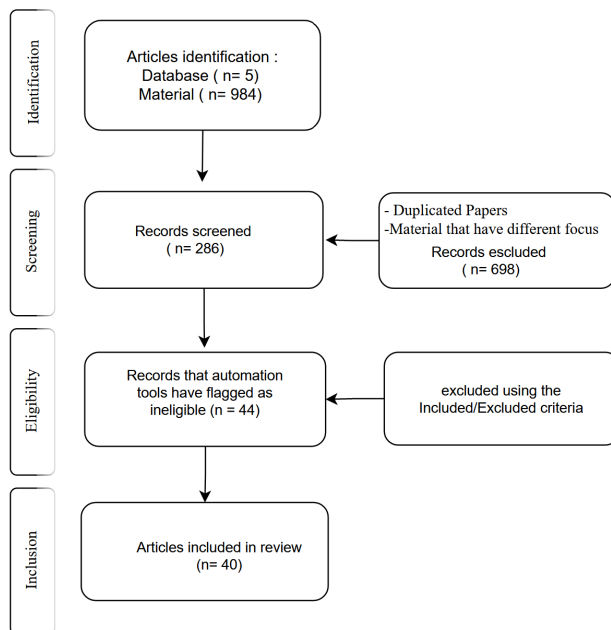 Identification
Articles identification :
Database ( n= 5)
Material ( n= 984)
Screening
Records screened
( n= 286)
- Duplicated Papers
-Material that have different focus
Records escluded
( n= 698)
Eligibility
Records that automation
tools have flagged as
ineligible (n = 44)
excluded using the
Included/Excluded criteria
Inclusion
Articles included in review
(n= 40)